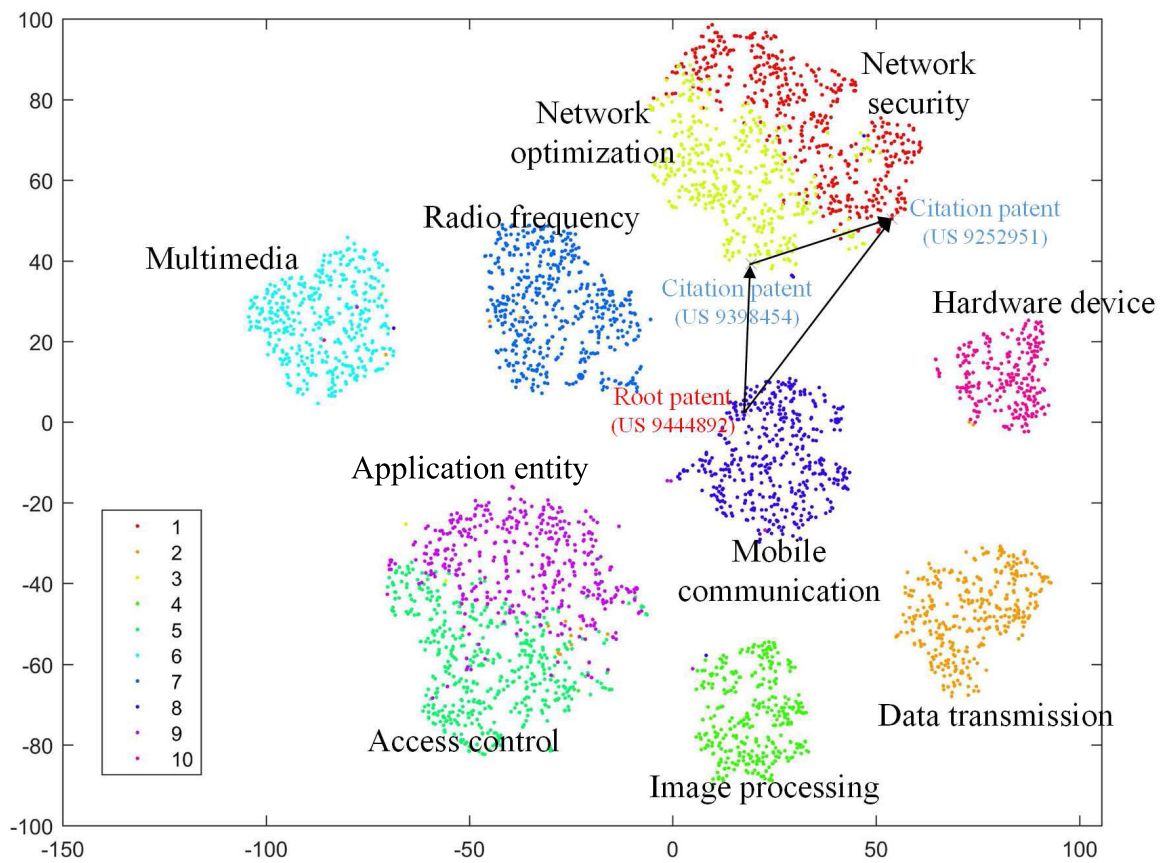 100
80
60
40
20
0
-20
-40
-60
-80
-100
-150
-100
-50
0
50
100
Network
security
Network
optimization
Radio frequency
Multimedia
Citation patent
(US 9252951)
Citation patent
(US 9398454)
Hardware device
Root patent
(US 9444892)
Application entity
Mobile
communication
Access control
Data transmission
Image processing
1
2
3
4
5
6
7
8
9
10